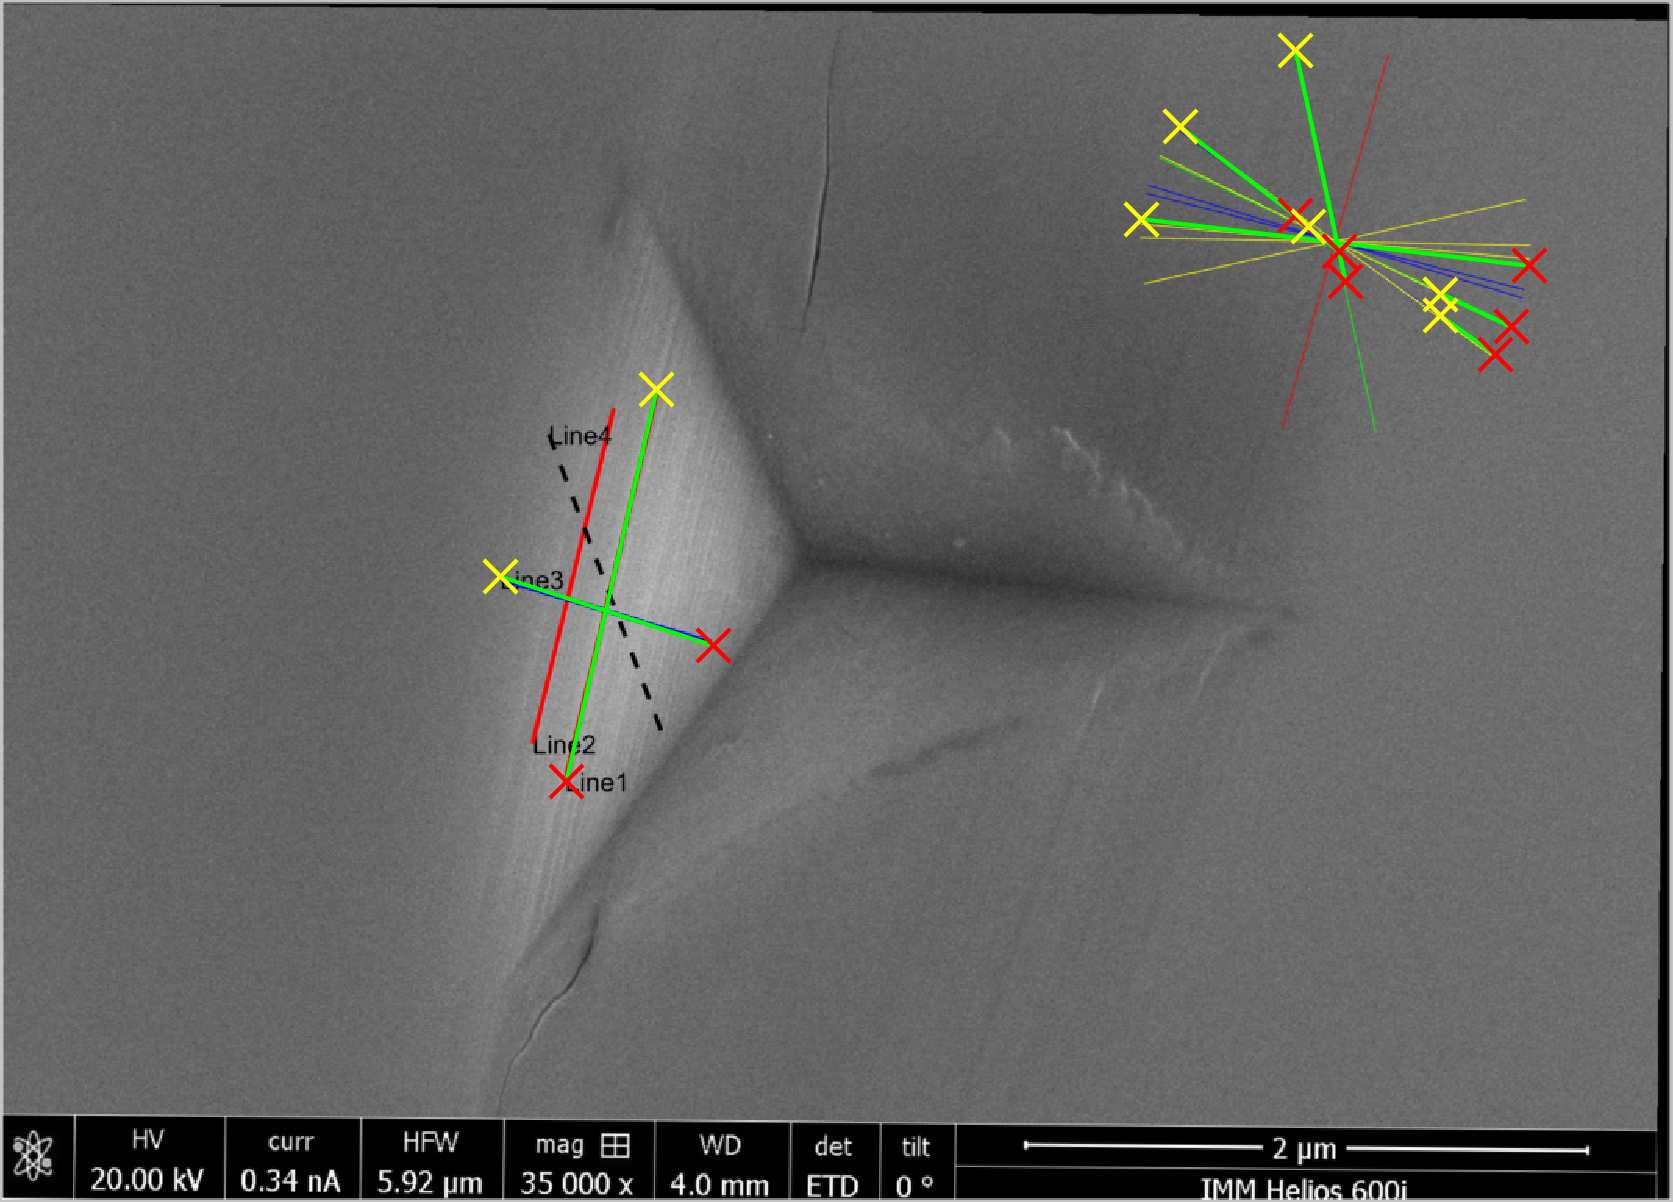 Line4
Line3
Line2
Line1
HV curr HFW mag WD det tilt
20.00 kV 0.34 nA 5.92 µm 35 000 x 4.0 mm ETD 0 °
2 µm
IMM Helios 600i